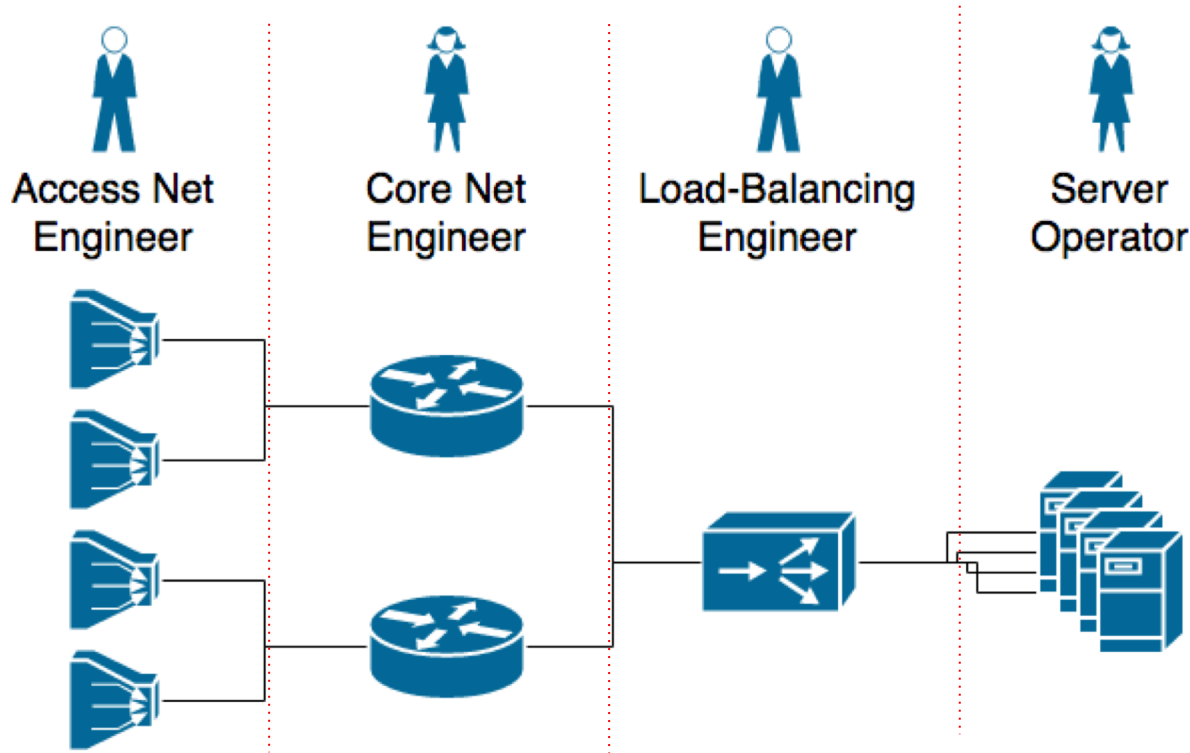 Access Net
Engineer
Core Net
Engineer
Load-Balancing
Engineer
Server
Operator